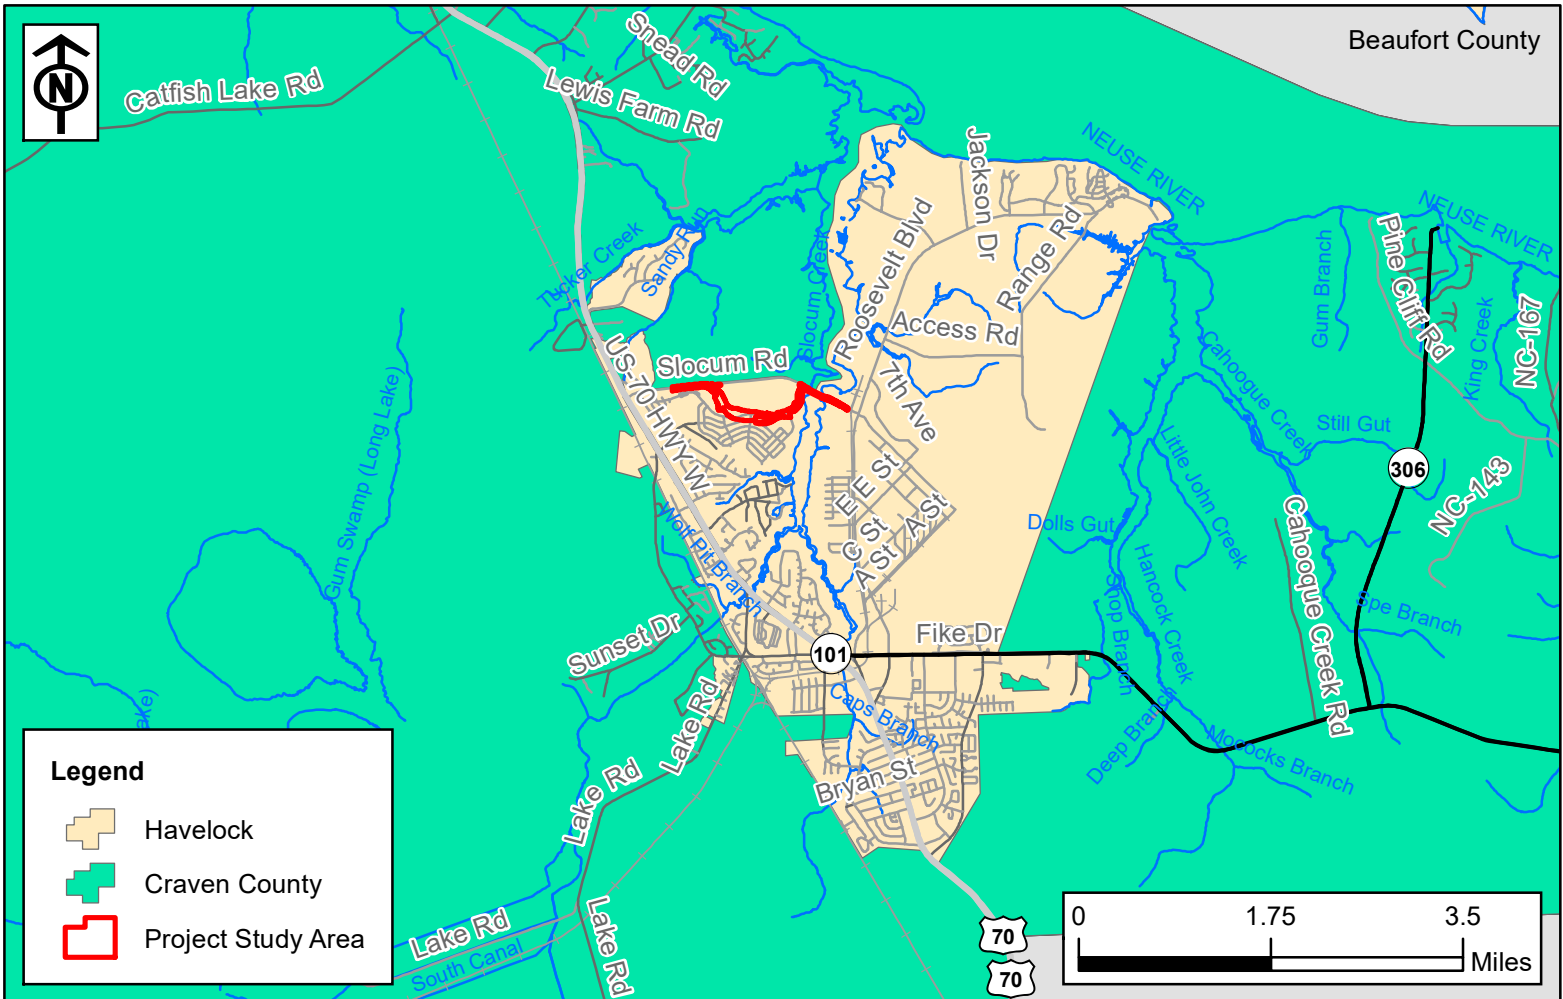 Beaufort County
N
Snead Rd
Catfish Lake Rd
Lewis Farm Rd
Jackson Dr
NEUSE RIVER
NEUSE RIVER
Tucker Creek
Sandy Run
Slocum Creek
Roosevelt Blvd
Range Rd
Gum Branch
Pine Cliff Rd
King Creek
NC-167
Access Rd
US-70 HWY W
Slocum Rd
7th Ave
Cahoogue Creek
Still Gut
306
NC-143
Gum Swamp (Long Lake)
E E St
C St
A St
A St
Dolls Gut
Little John Creek
Hancock Creek
Cahooque Creek Rd
Wolf Pit Branch
Shop Branch
Spe Branch
Sunset Dr
101
Fike Dr
Lake Rd
Caps Branch
Deep Branch
Mococks Branch
ake)
Bryan St
Lake Rd
Lake Rd
Lake Rd
South Canal
70
70
Legend
Havelock
Craven County
Project Study Area
0 1.75 3.5
Miles